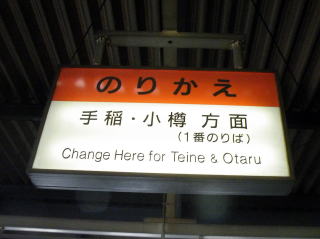 のりかえ
手稲・小樽 方面
(1番のりば)
Change Here for Teine & Otaru